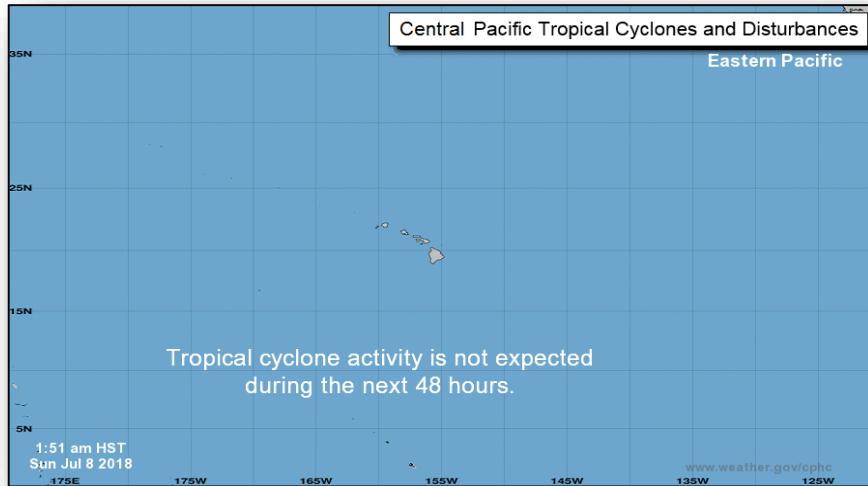 Central Pacific Tropical Cyclones and Disturbances
35N
Eastern Pacific
25N
15N
Tropical cyclone activity is not expected
during the next 48 hours.
5N
1:51 am HST
Sun Jul 8 2018
www.weather.gov/cphc
175E 175W 165W 155W 145W 135W 125W